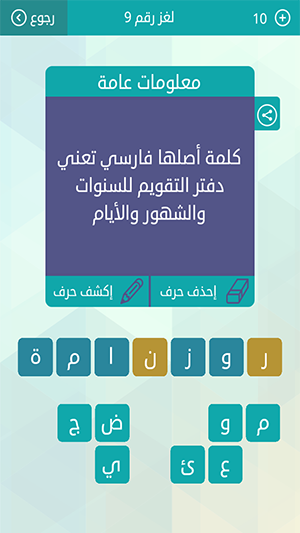 رجوع
لغز رقم 9
10
معلومات عامة
كلمة أصلها فارسي تعني
دفتر التقويم للسنوات
والشهور والأيام
إحذف حرف
إكشف حرف
ر و ز ن ا م ة
م و ض ج
ع ئ ي